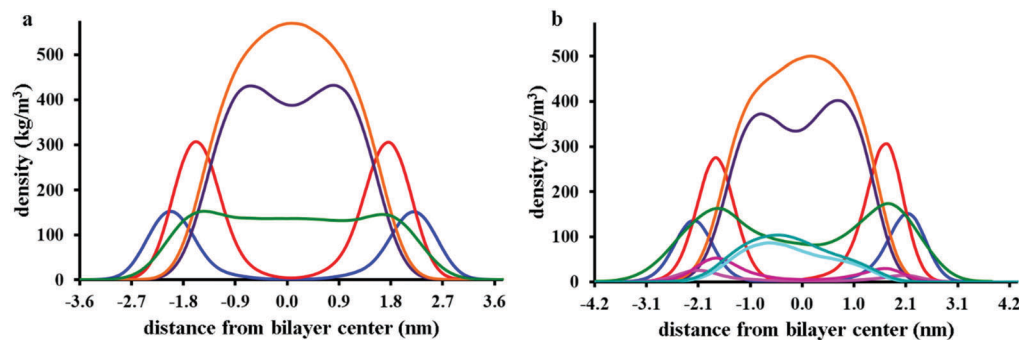 a
density (kg/m³)
500
400
300
200
100
0
-3.6 -2.7 -1.8 -0.9 0.0 0.9 1.8 2.7 3.6
distance from bilayer center (nm)
b
density (kg/m³)
500
400
300
200
100
0
-4.2 -3.1 -2.1 -1.0 0.0 1.0 2.1 3.1 4.2
distance from bilayer center (nm)